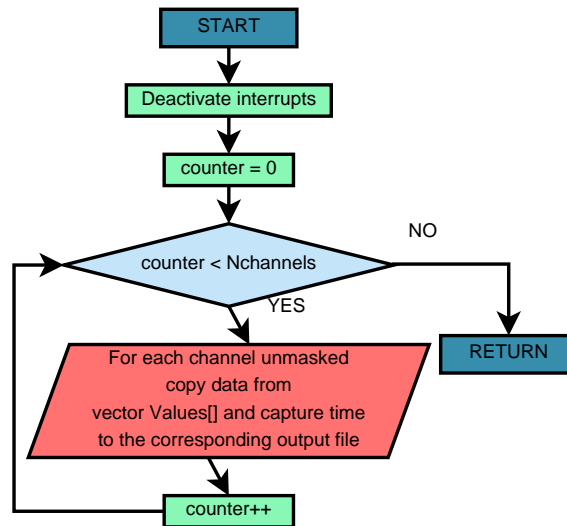 START
Deactivate interrupts
counter = 0
NO
counter < Nchannels
YES
RETURN
For each channel unmasked
copy data from
vector Values[] and capture time
to the corresponding output file
counter++